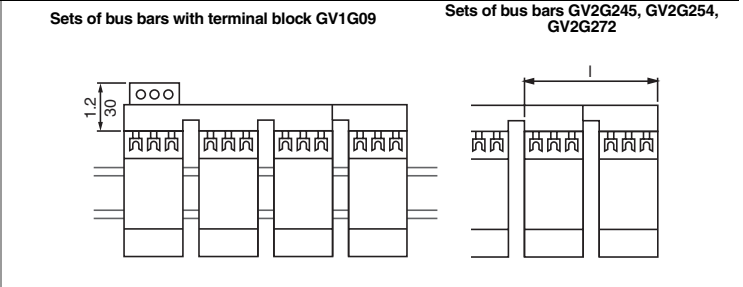 Sets of bus bars with terminal block GV1G09
Sets of bus bars GV2G245, GV2G254,
GV2G272
1.2
30
l